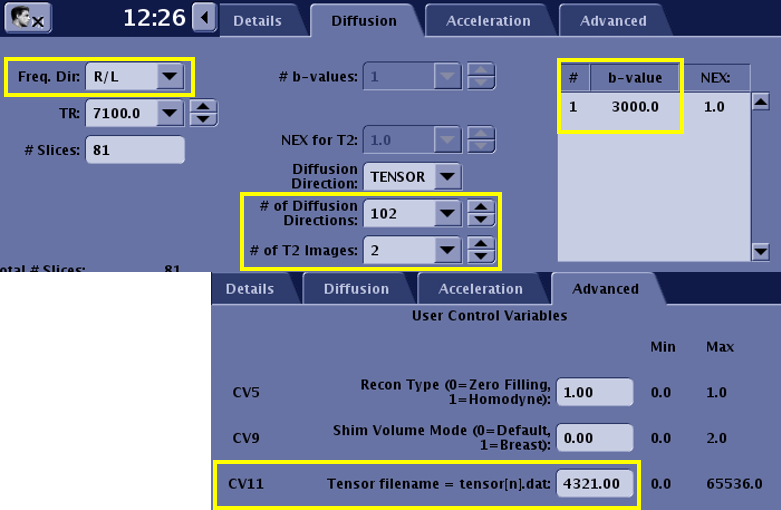 12:26 Details Diffusion Acceleration Advanced
Freq. Dir: R/L
TR: 7100.0
# Slices: 81
# b-values: 1
NEX for T2: 1.0
Diffusion
Direction: TENSOR
# of Diffusion
Directions: 102
# of T2 Images: 2
# b-value NEX:
1 3000.0 1.0
otal # Slices: 81
Details Diffusion Acceleration Advanced
User Control Variables
Min Max
CV5 Recon Type (0=Zero Filling,
1=Homodyne): 1.00 0.0 1.0
CV9 Shim Volume Mode (0=Default,
1=Breast): 0.00 0.0 2.0
CV11 Tensor filename = tensor[n].dat: 4321.00 0.0 65536.0